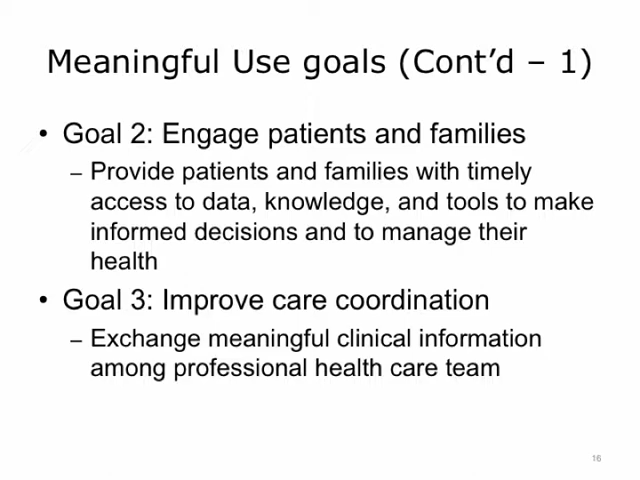 Meaningful Use goals (Cont’d – 1)
• Goal 2: Engage patients and families
– Provide patients and families with timely
access to data, knowledge, and tools to make
informed decisions and to manage their
health
• Goal 3: Improve care coordination
– Exchange meaningful clinical information
among professional health care team
16